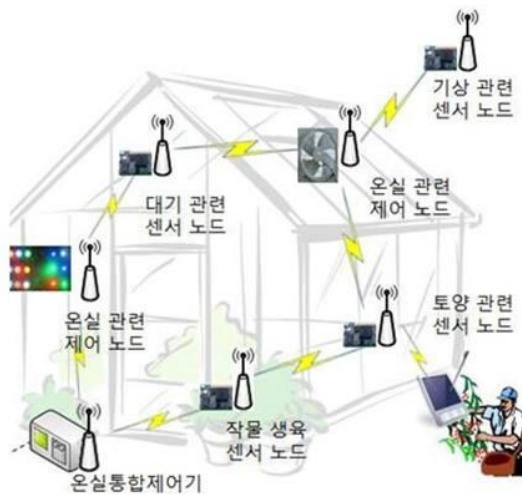 기상 관련
센서 노드
대기 관련
센서 노드
온실 관련
제어 노드
온실 관련
제어 노드
토양 관련
센서 노드
작물 생육
센서 노드
온실통합제어기